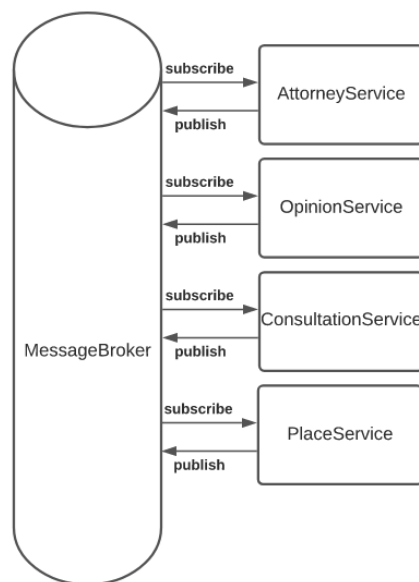 subscribe
AttorneyService
publish
subscribe
OpinionService
publish
subscribe
ConsultationService
MessageBroker
publish
subscribe
PlaceService
publish